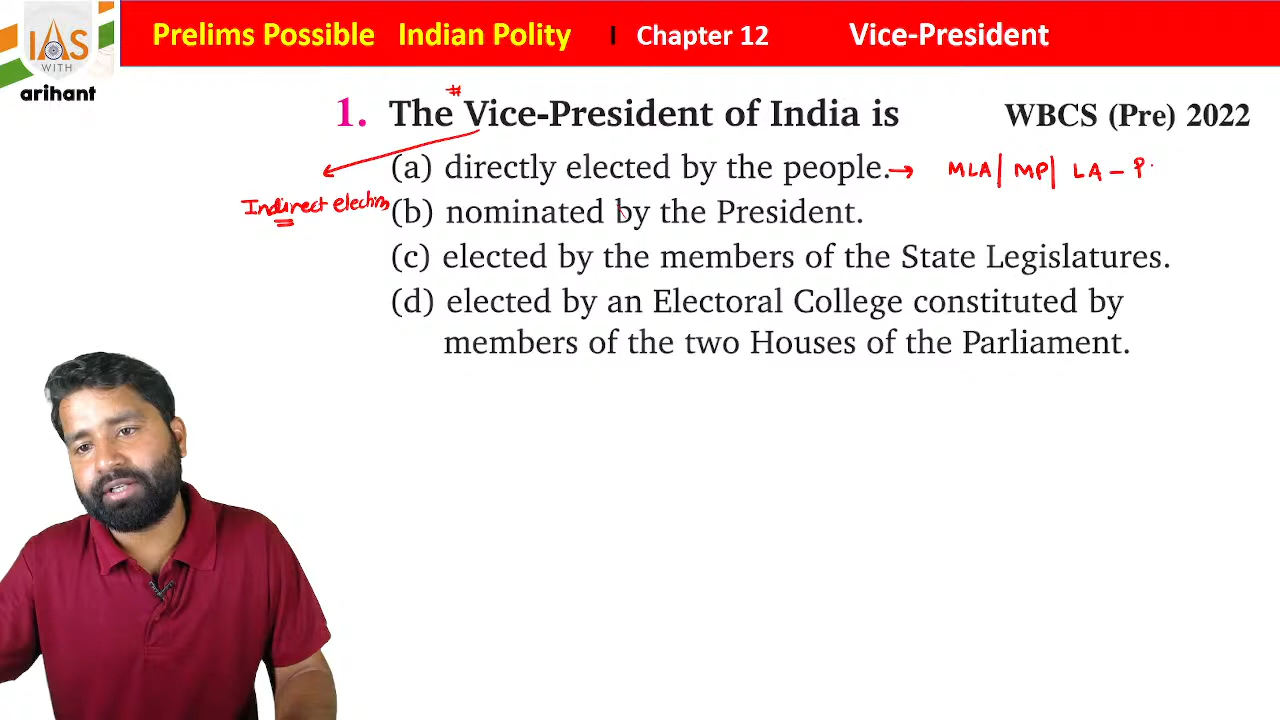 IAS
WITH
arihant
Prelims Possible Indian Polity | Chapter 12 Vice-President
#
1. The Vice-President of India is WBCS (Pre) 2022
(a) directly elected by the people. → MLA | MP | LA - P
Indirect election
(b) nominated by the President.
(c) elected by the members of the State Legislatures.
(d) elected by an Electoral College constituted by
members of the two Houses of the Parliament.